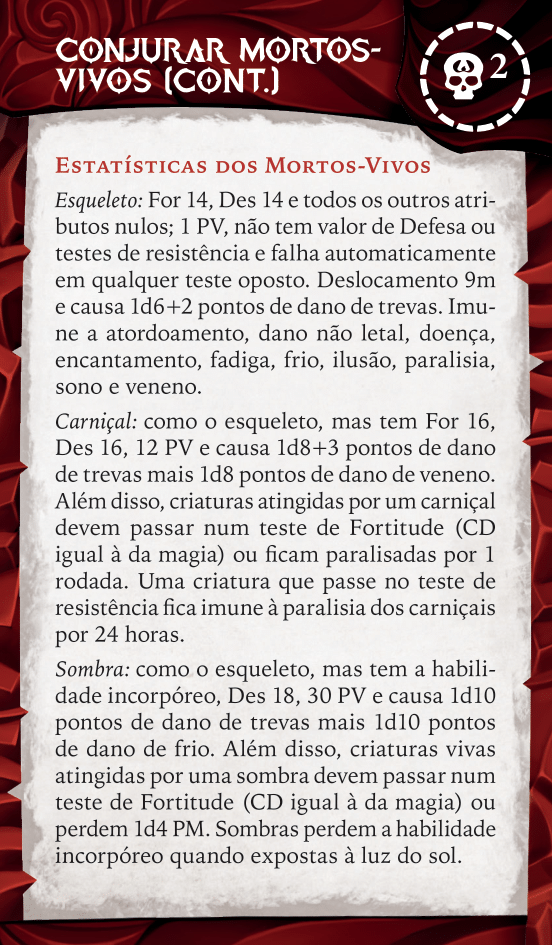 CONJURAR MORTOS-
VIVOS (CONT.)
2
ESTATÍSTICAS DOS MORTOS-VIVOS
Esqueleto: For 14, Des 14 e todos os outros atri-
butos nulos; 1 PV, não tem valor de Defesa ou
testes de resistência e falha automaticamente
em qualquer teste oposto. Deslocamento 9m
e causa 1d6+2 pontos de dano de trevas. Imu-
ne a atordoamento, dano não letal, doença,
encantamento, fadiga, frio, ilusão, paralisia,
sono e veneno.
Carniçal: como o esqueleto, mas tem For 16,
Des 16, 12 PV e causa 1d8+3 pontos de dano
de trevas mais 1d8 pontos de dano de veneno.
Além disso, criaturas atingidas por um carniçal
devem passar num teste de Fortitude (CD
igual à da magia) ou ficam paralisadas por 1
rodada. Uma criatura que passe no teste de
resistência fica imune à paralisia dos carniçais
por 24 horas.
Sombra: como o esqueleto, mas tem a habili-
dade incorpóreo, Des 18, 30 PV e causa 1d10
pontos de dano de trevas mais 1d10 pontos
de dano de frio. Além disso, criaturas vivas
atingidas por uma sombra devem passar num
teste de Fortitude (CD igual à da magia) ou
perdem 1d4 PM. Sombras perdem a habilidade
incorpóreo quando expostas à luz do sol.